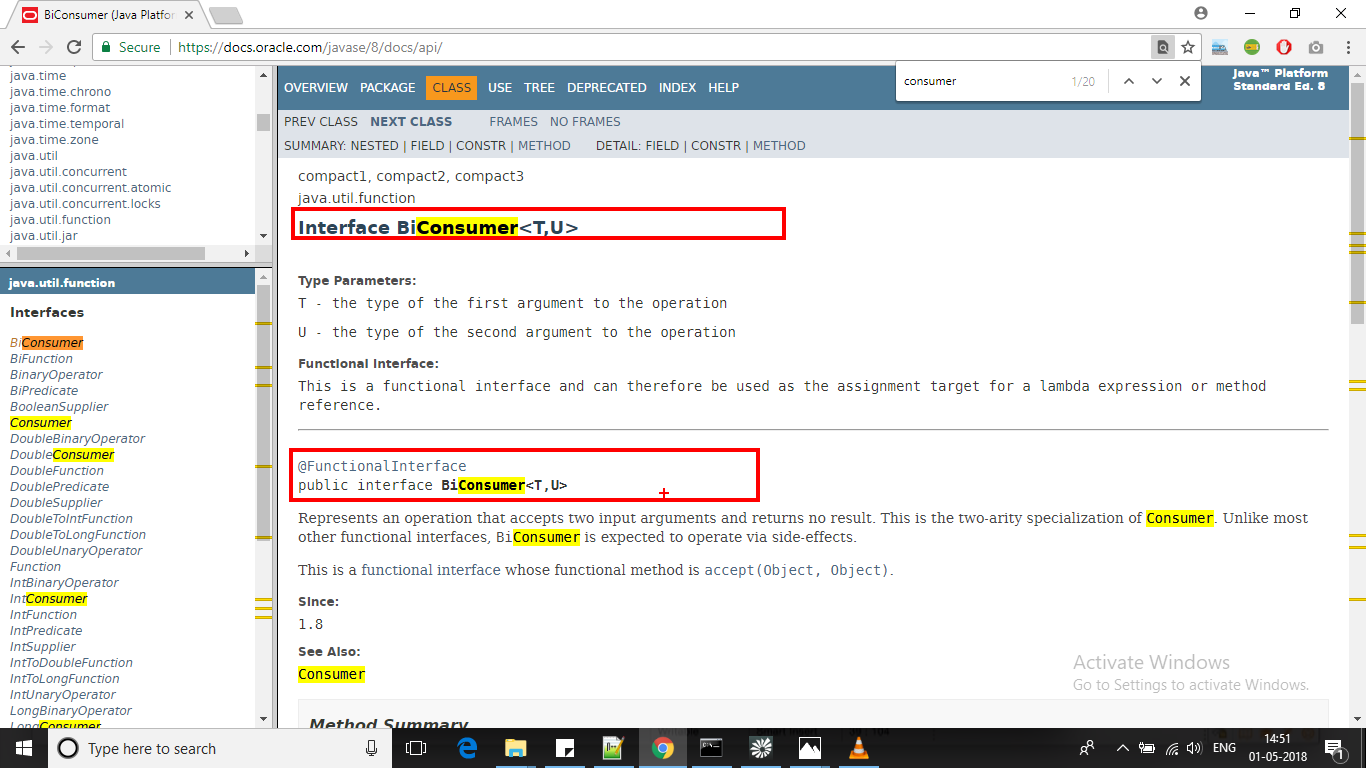 BiConsumer (Java Platfor
Secure
https://docs.oracle.com/javase/8/docs/api/
consumer
1/20
java.time
java.time.chrono
java.time.format
java.time.temporal
java.time.zone
java.util
java.util.concurrent
java.util.concurrent.atomic
java.util.concurrent.locks
java.util.function
java.util.jar
java.util.function
Interfaces
BiConsumer
BiFunction
BinaryOperator
BiPredicate
BooleanSupplier
Consumer
DoubleBinaryOperator
DoubleConsumer
DoubleFunction
DoublePredicate
DoubleSupplier
DoubleToIntFunction
DoubleToLongFunction
DoubleUnaryOperator
Function
IntBinaryOperator
IntConsumer
IntFunction
IntPredicate
IntSupplier
IntToDoubleFunction
IntToLongFunction
IntUnaryOperator
LongBinaryOperator
LongConsumer
OVERVIEW PACKAGE CLASS USE TREE DEPRECATED INDEX HELP
Java™ Platform
Standard Ed. 8
PREV CLASS NEXT CLASS FRAMES NO FRAMES
SUMMARY: NESTED | FIELD | CONSTR | METHOD DETAIL: FIELD | CONSTR | METHOD
compact1, compact2, compact3
java.util.function
Interface BiConsumer<T,U>
Type Parameters:
T - the type of the first argument to the operation
U - the type of the second argument to the operation
Functional Interface:
This is a functional interface and can therefore be used as the assignment target for a lambda expression or method
reference.
@FunctionalInterface
public interface BiConsumer<T,U>
Represents an operation that accepts two input arguments and returns no result. This is the two-arity specialization of Consumer. Unlike most
other functional interfaces, BiConsumer is expected to operate via side-effects.
This is a functional interface whose functional method is accept(Object, Object).
Since:
1.8
See Also:
Consumer
Method Summary
Activate Windows
Go to Settings to activate Windows.
Type here to search
ENG
14:51
01-05-2018
1